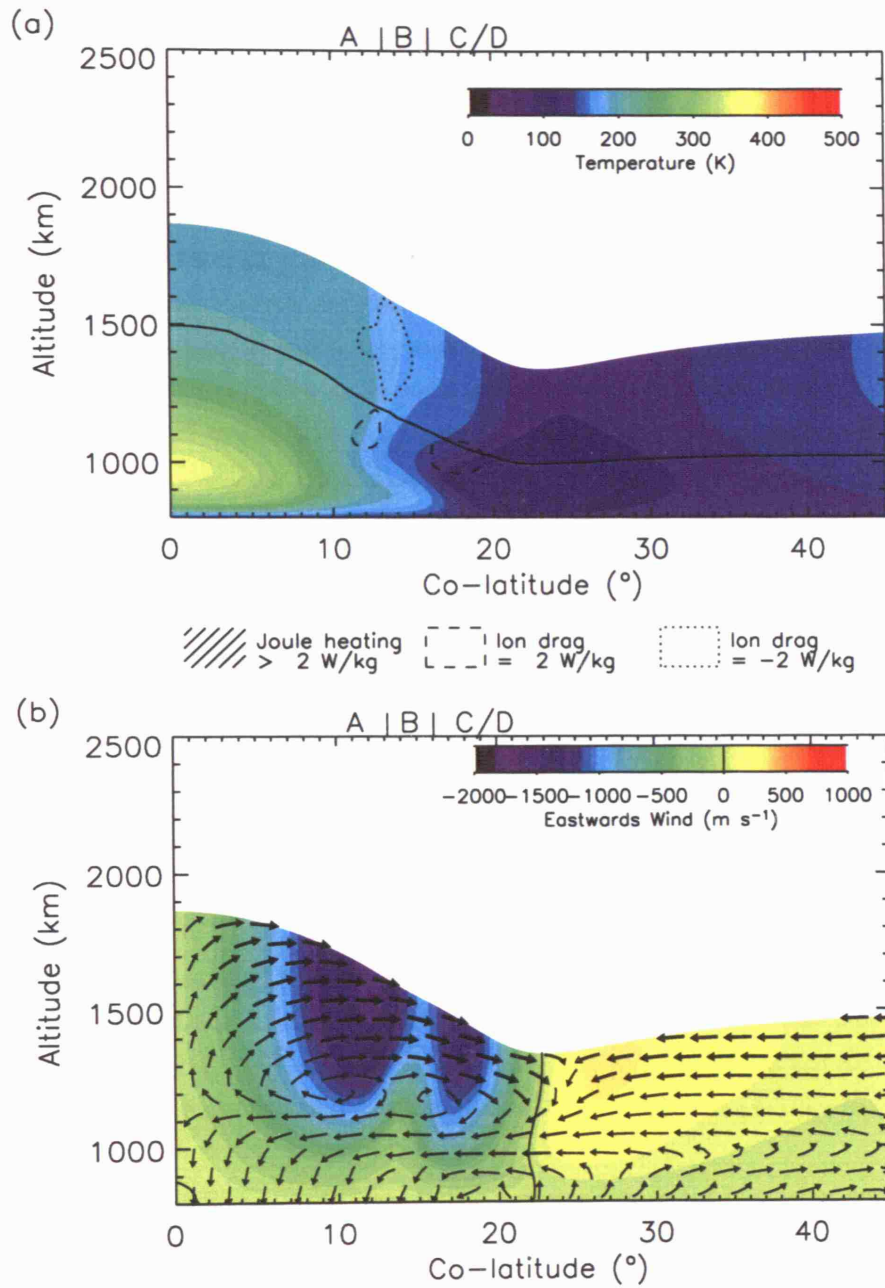 (a)
A | B | C/D
2500
2000
1500
1000
Altitude (km)
0 100 200 300 400 500
Temperature (K)
0 10 20 30 40
Co-latitude (°)
Joule heating > 2 W/kg
Ion drag = 2 W/kg
Ion drag = -2 W/kg
(b)
A | B | C/D
2500
2000
1500
1000
Altitude (km)
-2000 -1500 -1000 -500 0 500 1000
Eastwards Wind (m s⁻¹)
0 10 20 30 40
Co-latitude (°)